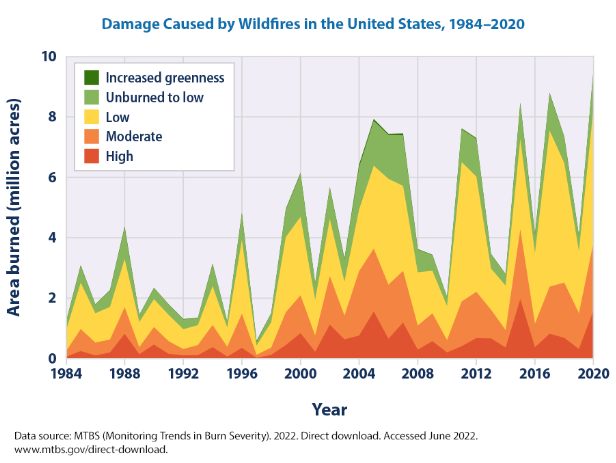 Damage Caused by Wildfires in the United States, 1984–2020
Area burned (million acres)
10
8
6
4
2
0
Increased greenness
Unburned to low
Low
Moderate
High
1984 1988 1992 1996 2000 2004 2008 2012 2016 2020
Year
Data source: MTBS (Monitoring Trends in Burn Severity). 2022. Direct download. Accessed June 2022.
www.mtbs.gov/direct-download.